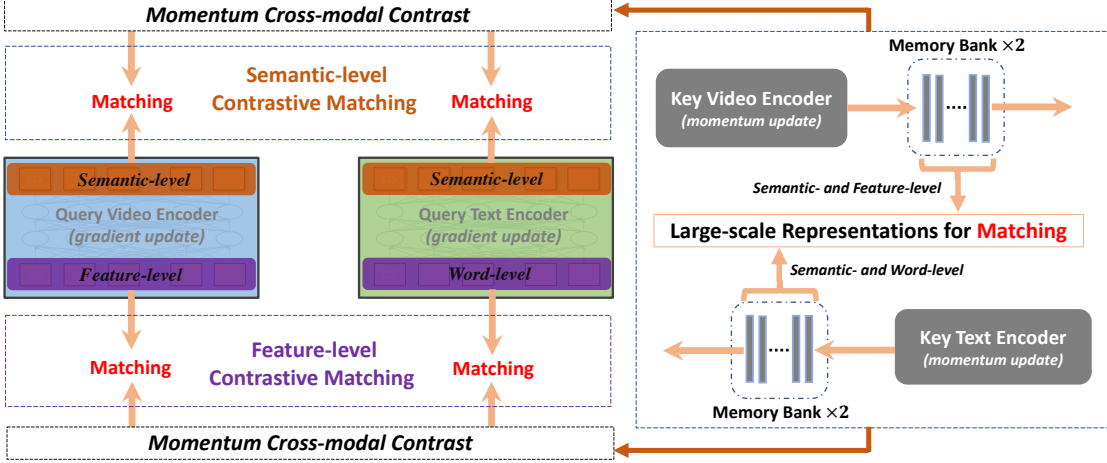 Momentum Cross-modal Contrast
Semantic-level
Contrastive Matching
Matching
Matching
Semantic-level
Query Video Encoder
(gradient update)
Feature-level
Semantic-level
Query Text Encoder
(gradient update)
Word-level
Matching
Feature-level
Contrastive Matching
Matching
Momentum Cross-modal Contrast
Memory Bank ×2
Key Video Encoder
(momentum update)
....
Semantic- and Feature-level
Large-scale Representations for Matching
Semantic- and Word-level
....
Key Text Encoder
(momentum update)
Memory Bank ×2